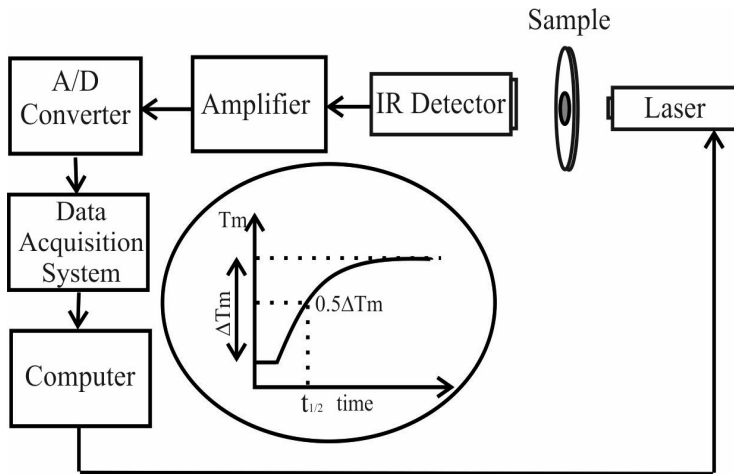 Sample
A/D
Converter
Amplifier
IR Detector
Laser
Data
Acquisition
System
Computer
Tm
ΔTm
0.5ΔTm
t1/2 time